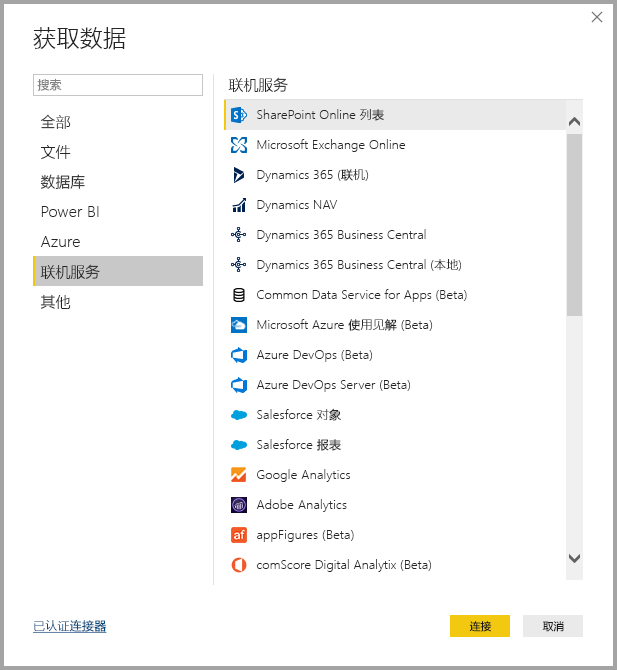 获取数据
搜索
全部
文件
数据库
Power BI
Azure
联机服务
其他
联机服务
SharePoint Online 列表
Microsoft Exchange Online
Dynamics 365 (联机)
Dynamics NAV
Dynamics 365 Business Central
Dynamics 365 Business Central (本地)
Common Data Service for Apps (Beta)
Microsoft Azure 使用见解 (Beta)
Azure DevOps (Beta)
Azure DevOps Server (Beta)
Salesforce 对象
Salesforce 报表
Google Analytics
Adobe Analytics
af appFigures (Beta)
comScore Digital Analytix (Beta)
已认证连接器
连接
取消